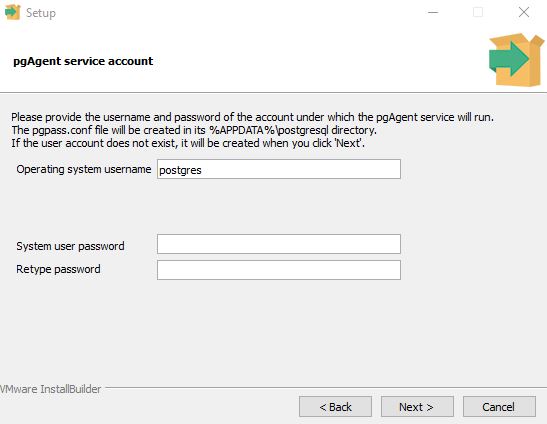 Setup
pgAgent service account
Please provide the username and password of the account under which the pgAgent service will run.
The pgpass.conf file will be created in its %APPDATA%\postgresql directory.
If the user account does not exist, it will be created when you click 'Next'.
Operating system username postgres
System user password
Retype password
VMware InstallBuilder
< Back Next > Cancel